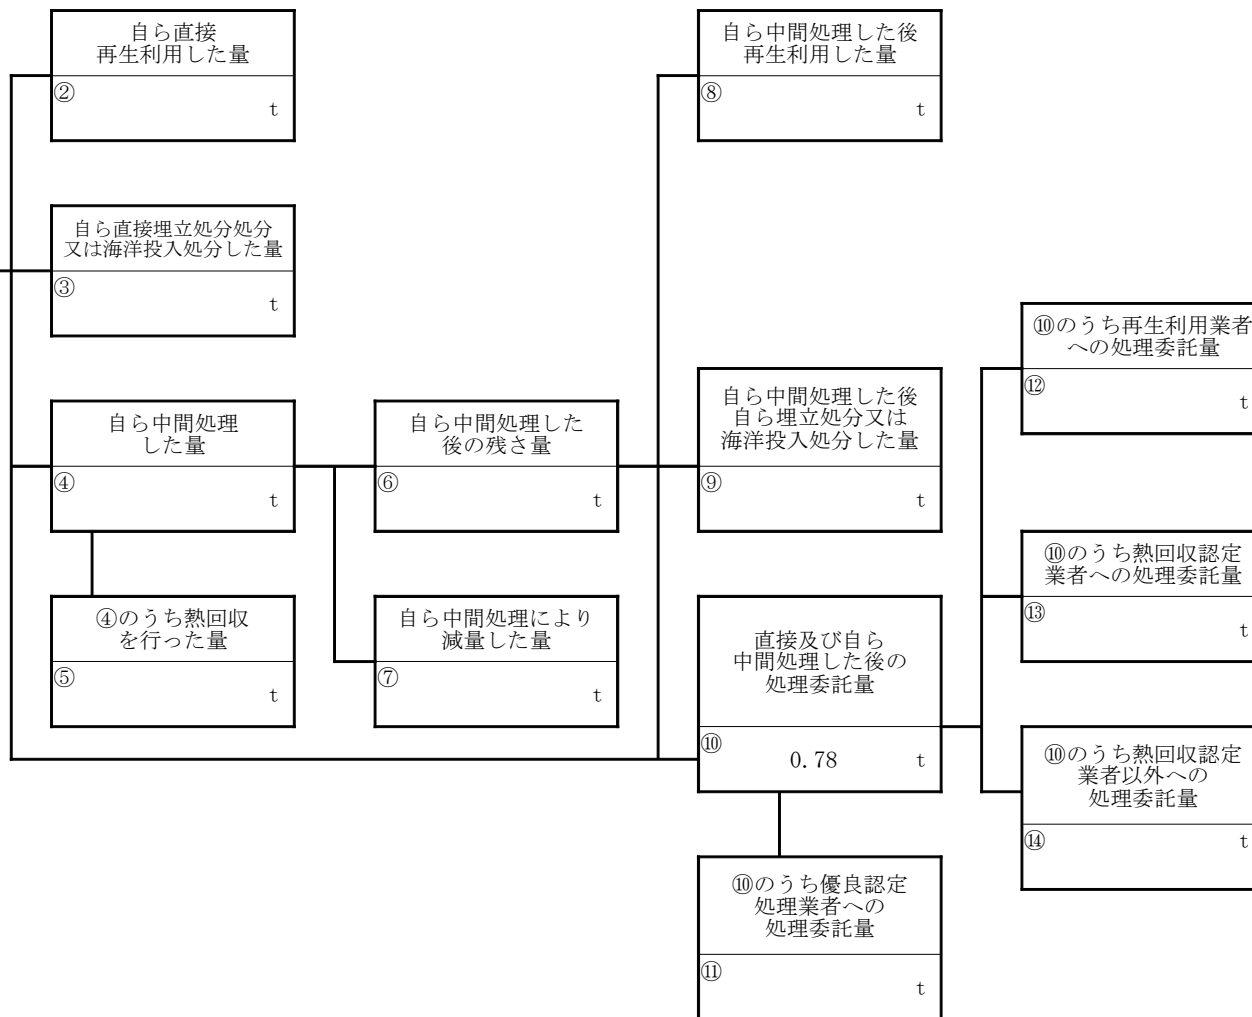 自ら直接
再生利用した量
②
t
自ら中間処理した後
再生利用した量
⑧
t
自ら直接埋立処分処分
又は海洋投入処分した量
③
t
⑩のうち再生利用業者
への処理委託量
⑫
t
自ら中間処理
した量
④
t
自ら中間処理した
後の残さ量
⑥
t
自ら中間処理した後
自ら埋立処分又は
海洋投入処分した量
⑨
t
⑩のうち熱回収認定
業者への処理委託量
⑬
t
④のうち熱回収
を行った量
⑤
t
自ら中間処理により
減量した量
⑦
t
直接及び自ら
中間処理した後の
処理委託量
⑩
0.78 t
⑩のうち熱回収認定
業者以外への
処理委託量
⑭
t
⑩のうち優良認定
処理業者への
処理委託量
⑪
t